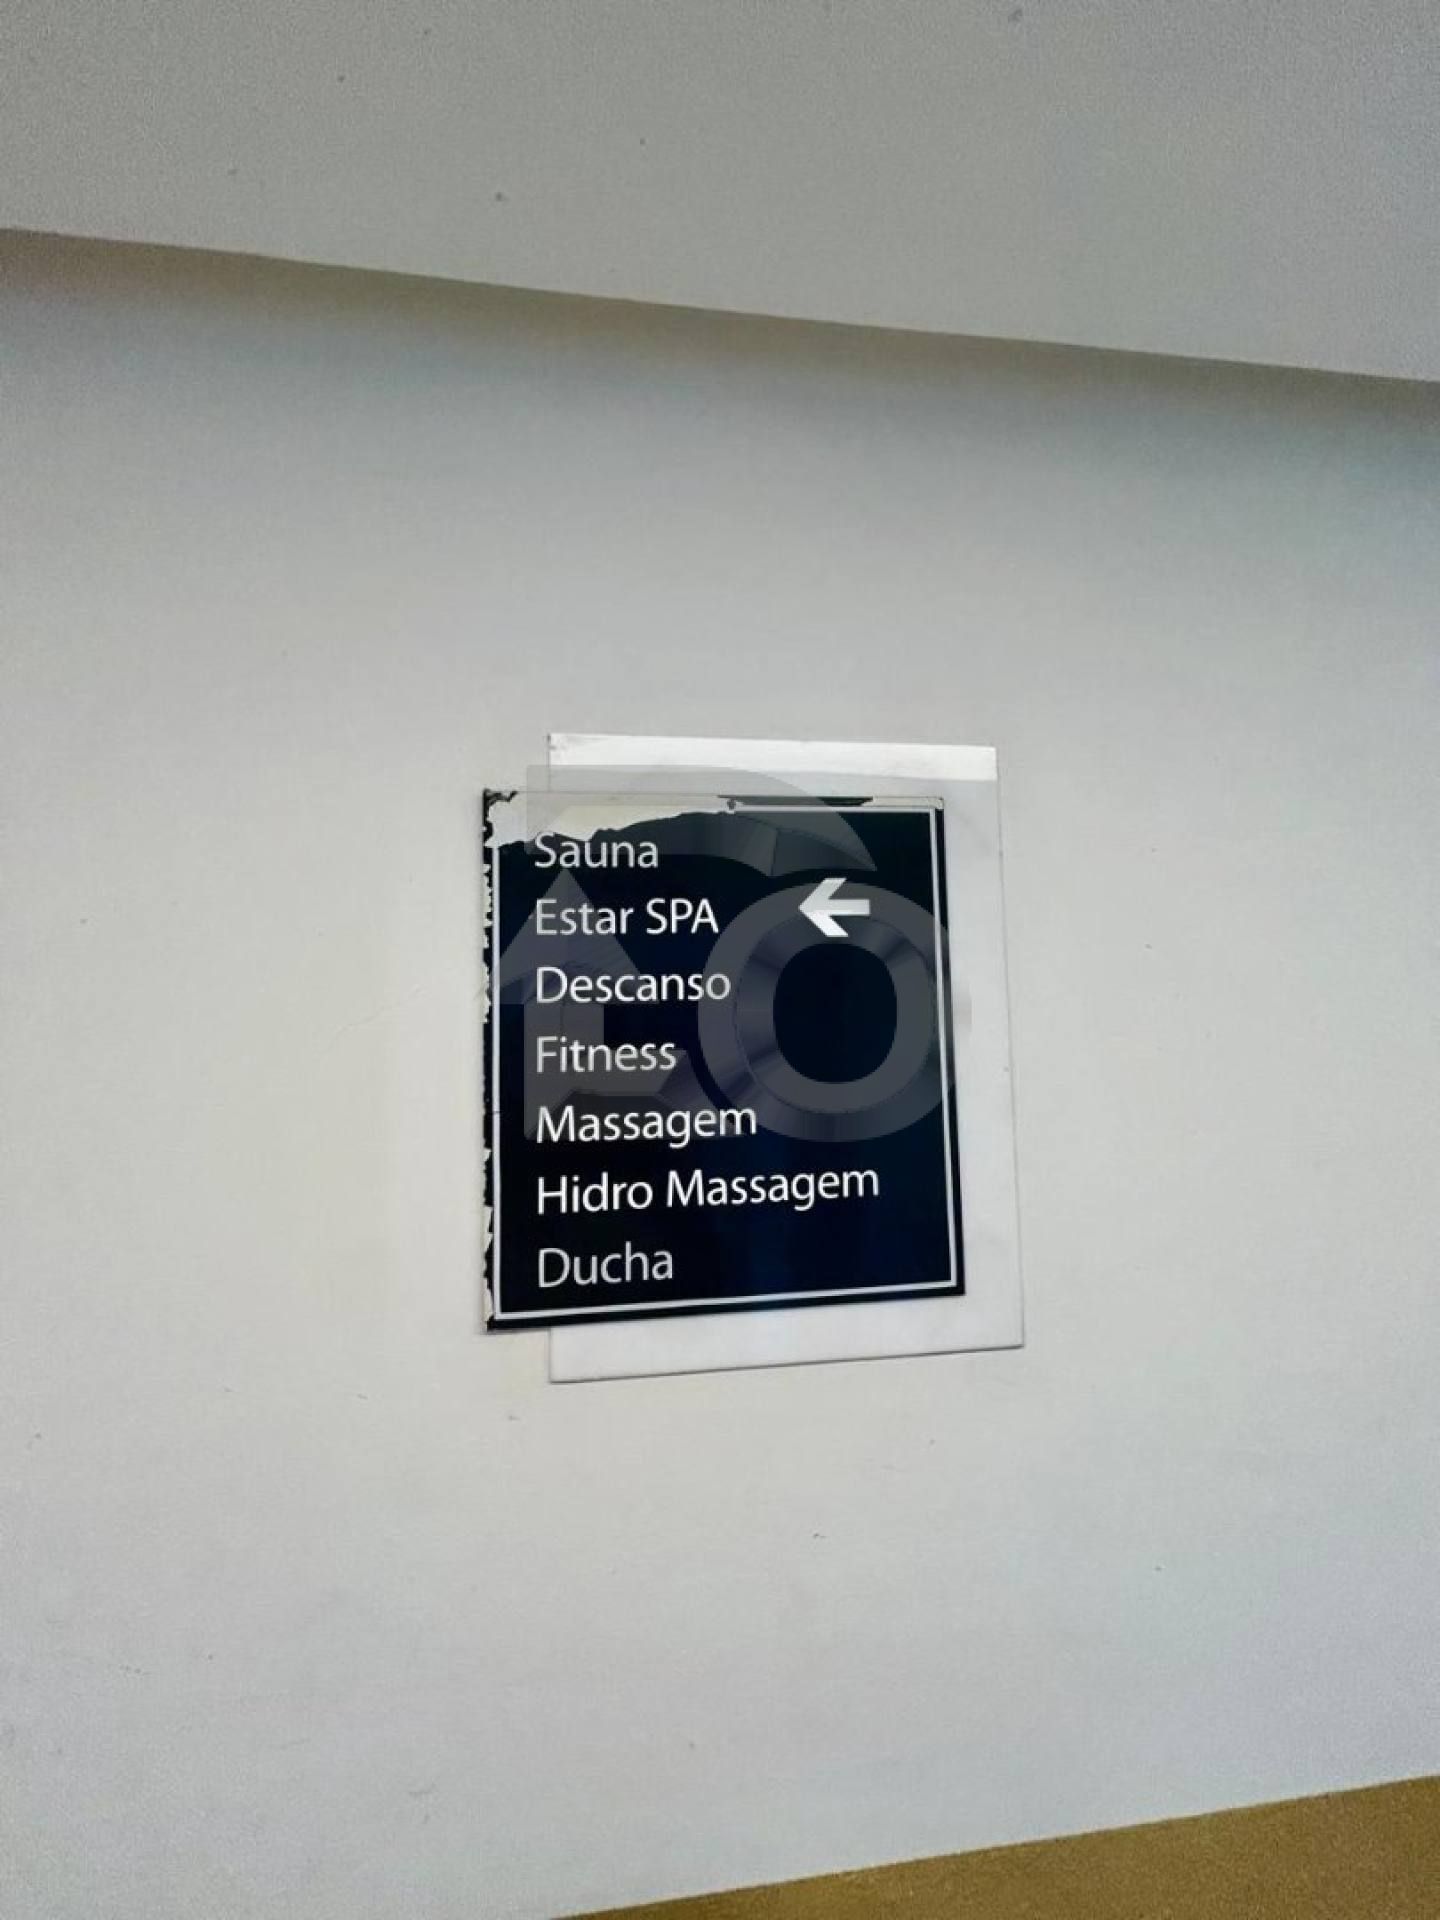 Sauna
Estar SPA
Descanso
Fitness
Massagem
Hidro Massagem
Ducha